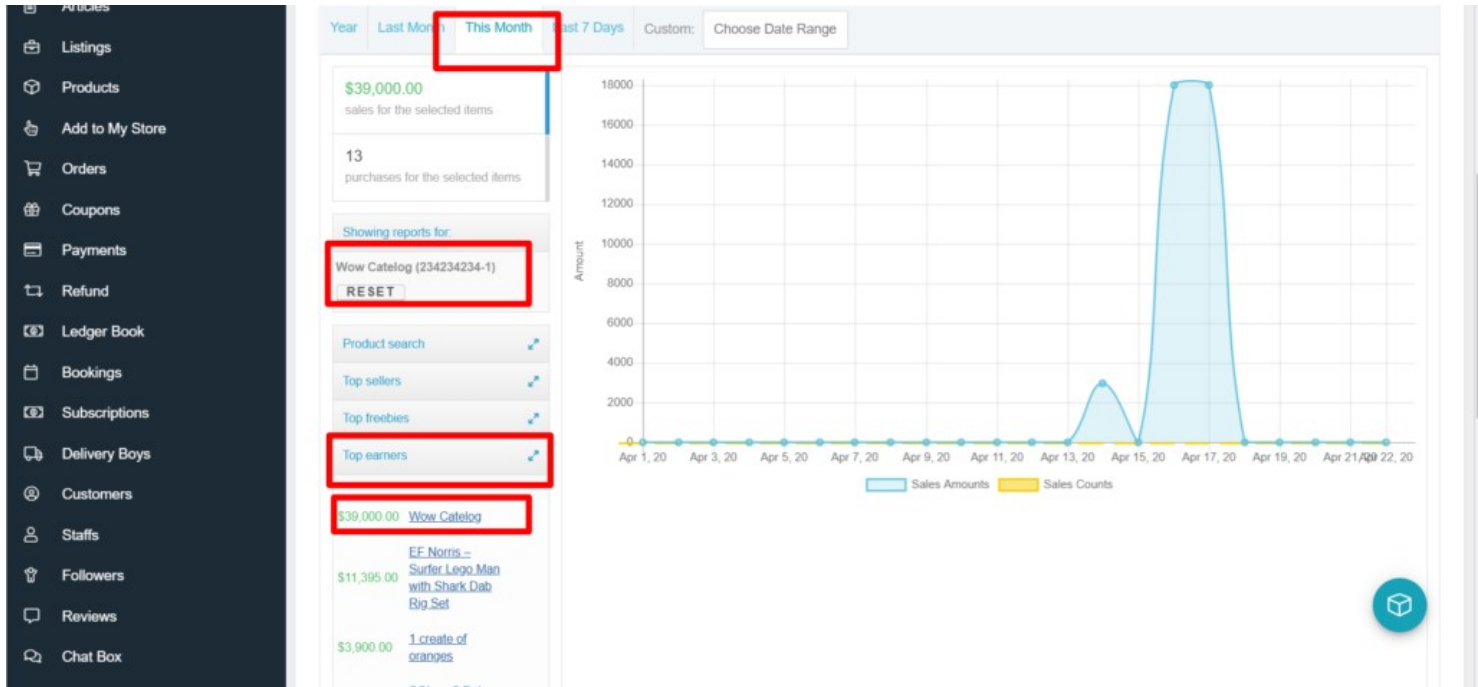 Articles
Listings
Products
Add to My Store
Orders
Coupons
Payments
Refund
Ledger Book
Bookings
Subscriptions
Delivery Boys
Customers
Staffs
Followers
Reviews
Chat Box
Year Last Month This Month Last 7 Days Custom: Choose Date Range
$39,000.00
sales for the selected items
13
purchases for the selected items
Showing reports for:
Wow Catelog (234234234-1)
RESET
Product search
Top sellers
Top freebies
Top earners
$39,000.00 Wow Catelog
EF Norris –
Surfer Lego Man
$11,395.00
with Shark Dab
Rig Set
1 create of
$3,900.00
oranges
18000
16000
14000
12000
10000
8000
6000
4000
2000
0
Amount
Apr 1, 20 Apr 3, 20 Apr 5, 20 Apr 7, 20 Apr 9, 20 Apr 11, 20 Apr 13, 20 Apr 15, 20 Apr 17, 20 Apr 19, 20 Apr 21, 20 Apr 22, 20
Sales Amounts Sales Counts